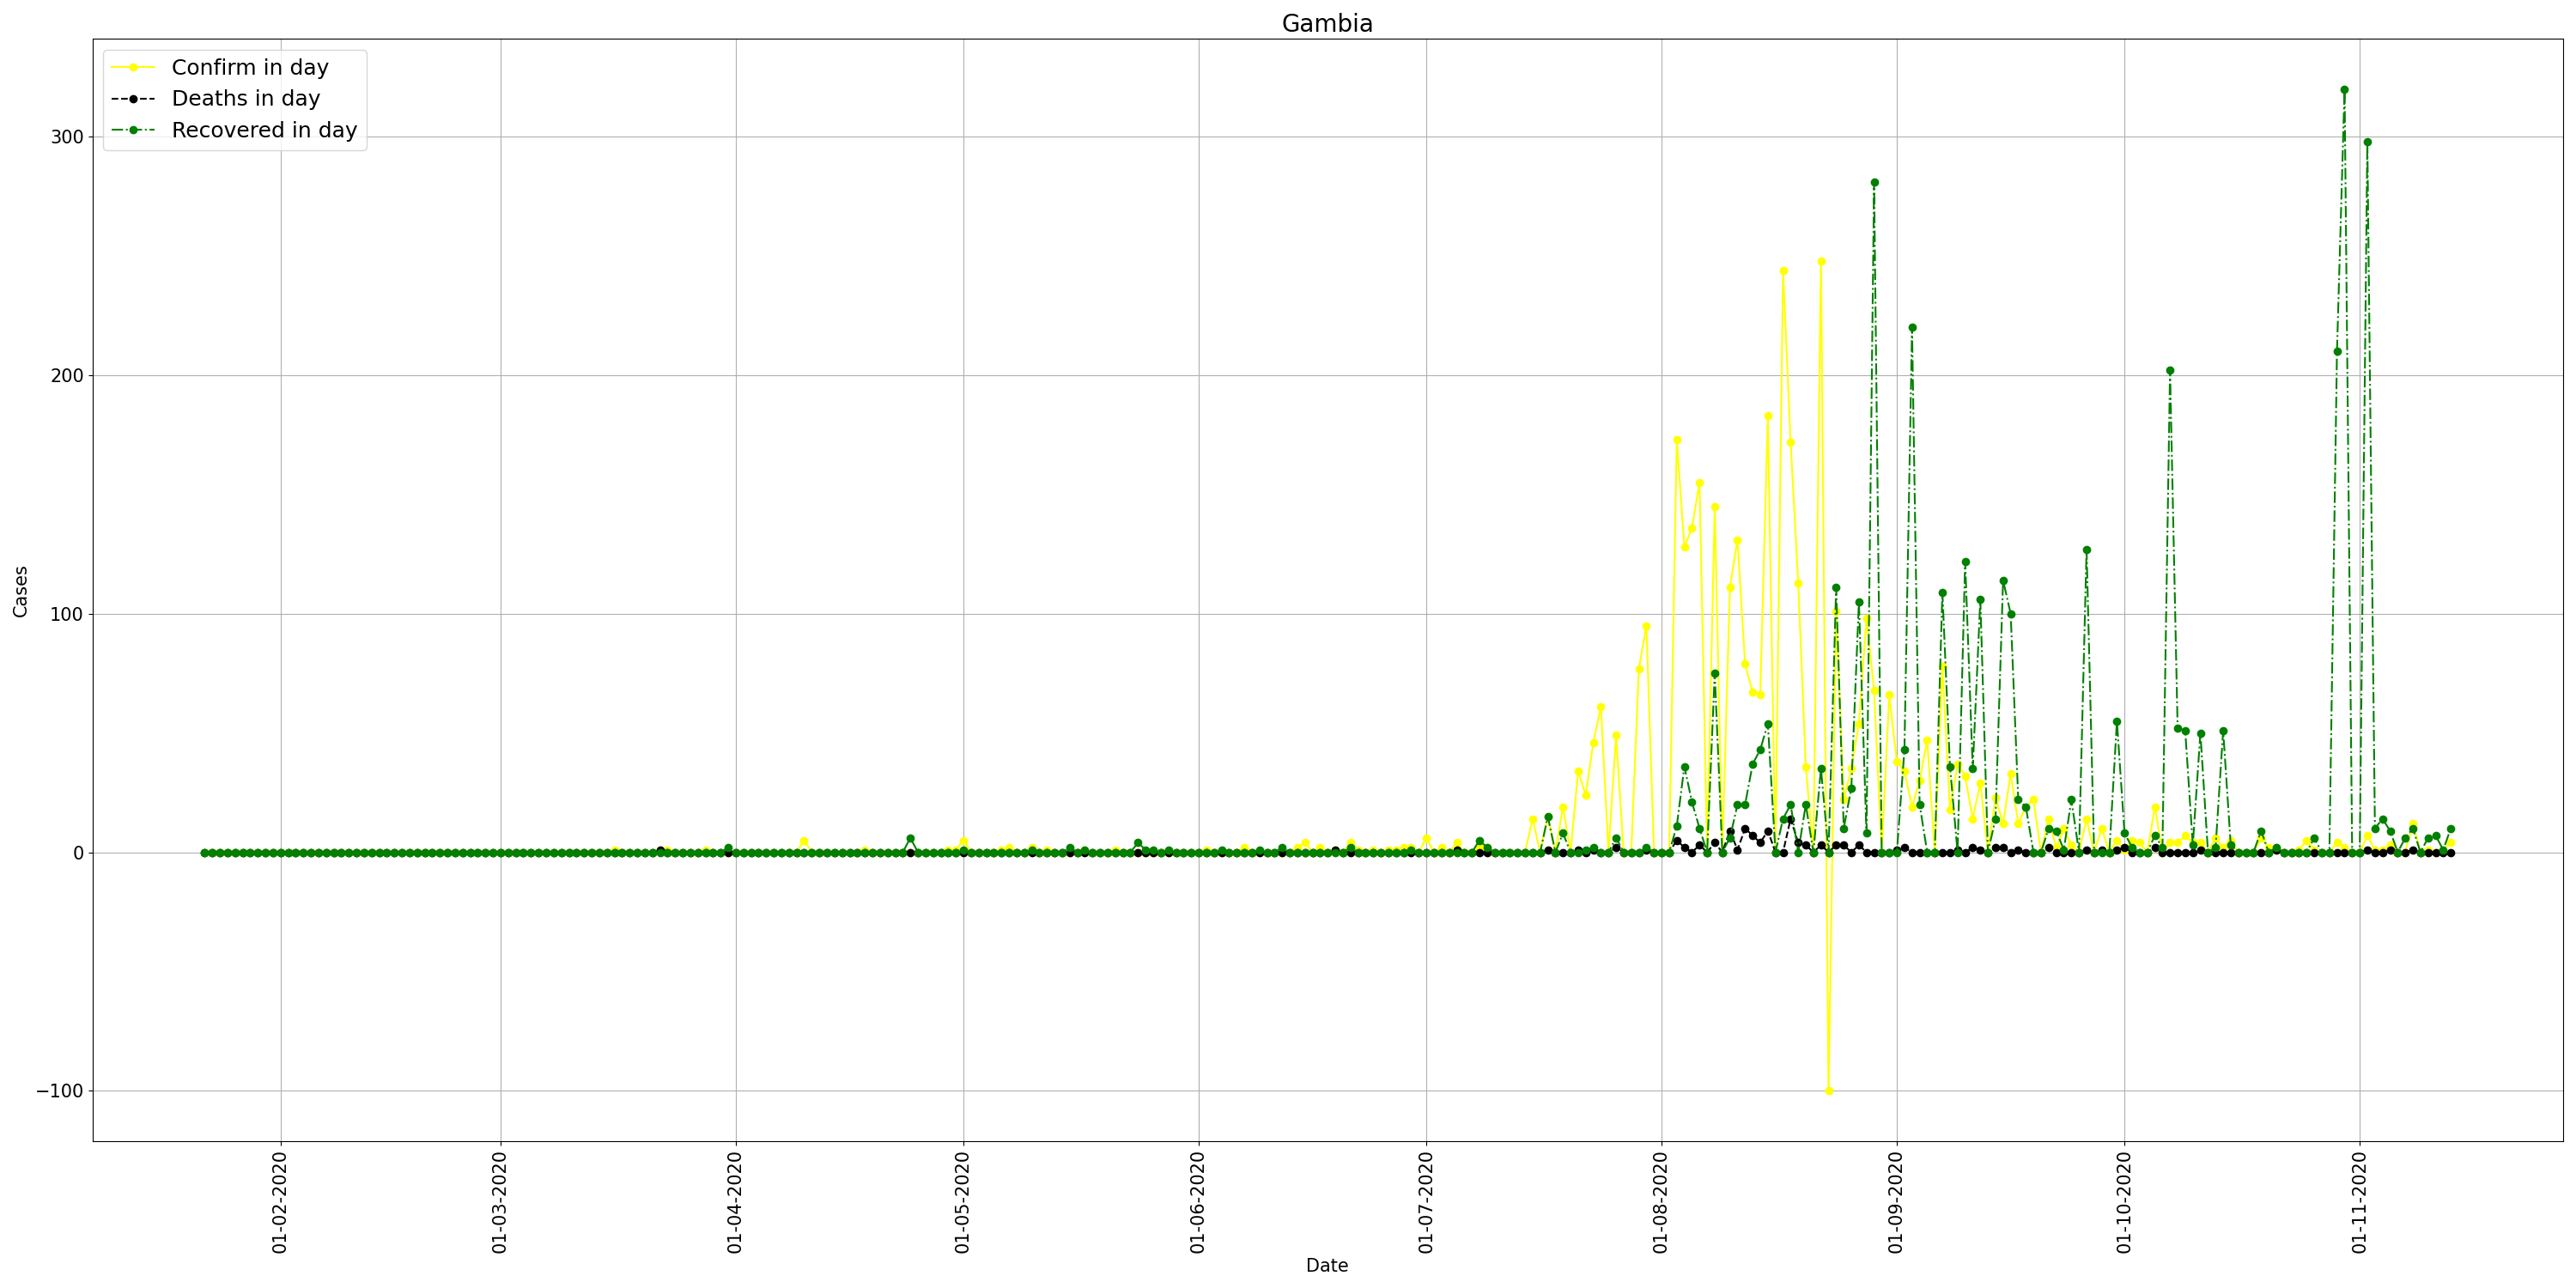 Gambia
Confirm in day
Deaths in day
Recovered in day
Cases
300
200
100
0
−100
01-02-2020
01-03-2020
01-04-2020
01-05-2020
01-06-2020
01-07-2020
01-08-2020
01-09-2020
01-10-2020
01-11-2020
Date